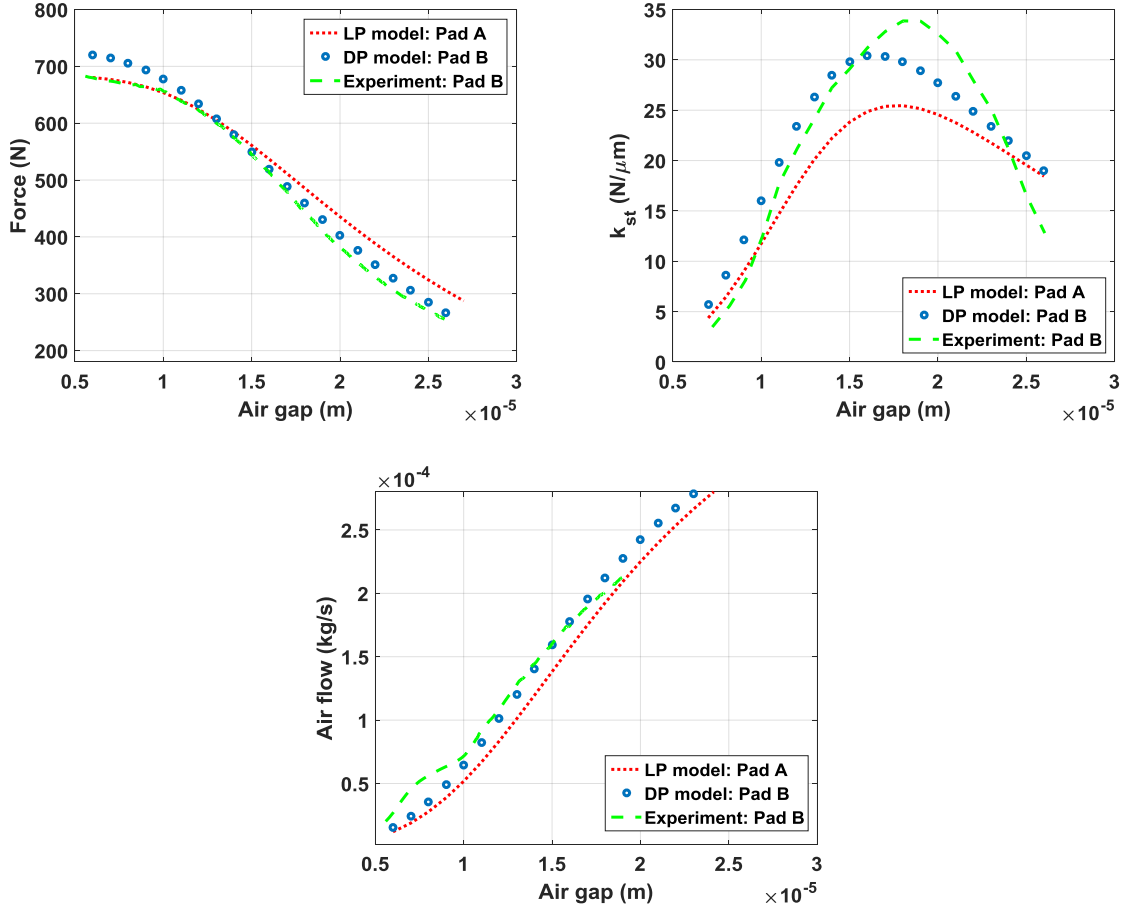 800
700
600
500
400
300
200
Force (N)
LP model: Pad A
DP model: Pad B
Experiment: Pad B
0.5 1 1.5 2 2.5 3
Air gap (m)
×10-5
35
30
25
20
15
10
5
0
kst (N/μm)
LP model: Pad A
DP model: Pad B
Experiment: Pad B
0.5 1 1.5 2 2.5 3
Air gap (m)
×10-5
×10-4
2.5
2
1.5
1
0.5
Air flow (kg/s)
LP model: Pad A
DP model: Pad B
Experiment: Pad B
0.5 1 1.5 2 2.5 3
Air gap (m)
×10-5